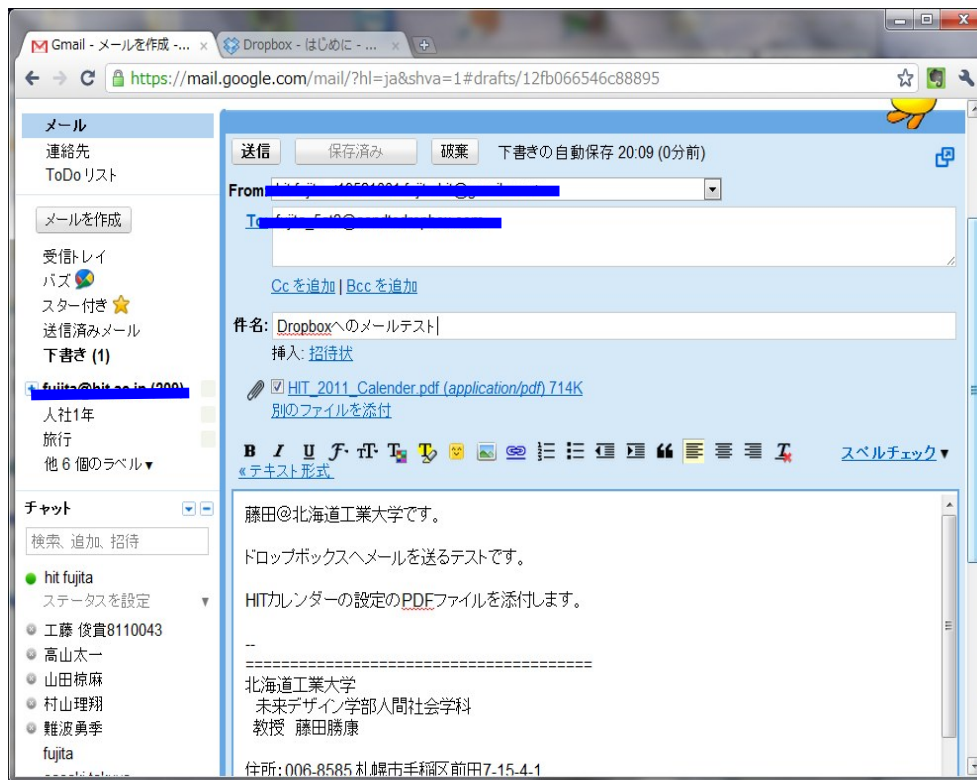 Gmail - メールを作成 -...
Dropbox - はじめに - ...
https://mail.google.com/mail/?hl=ja&shva=1#drafts/12fb066546c88895
メール
連絡先
ToDo リスト
メールを作成
受信トレイ
バズ
スター付き
送信済みメール
下書き (1)
人社1年
旅行
他 6 個のラベル▼
チャット
検索、追加、招待
hit fujita
ステータスを設定
工藤 俊貴8110043
高山太一
山田椋麻
村山理翔
難波勇季
fujita
送信
保存済み
破棄
下書きの自動保存 20:09 (0分前)
From:
To
Cc を追加 | Bcc を追加
件名: Dropboxへのメールテスト
挿入: 招待状
HIT_2011_Calender.pdf (application/pdf) 714K
別のファイルを添付
スペルチェック▼
« テキスト形式
藤田@北海道工業大学です。
ドロップボックスへメールを送るテストです。
HITカレンダーの設定のPDFファイルを添付します。
--
========================================
北海道工業大学
未来デザイン学部人間社会学科
教授 藤田勝康
住所: 006-8585 札幌市手稲区前田7-15-4-1